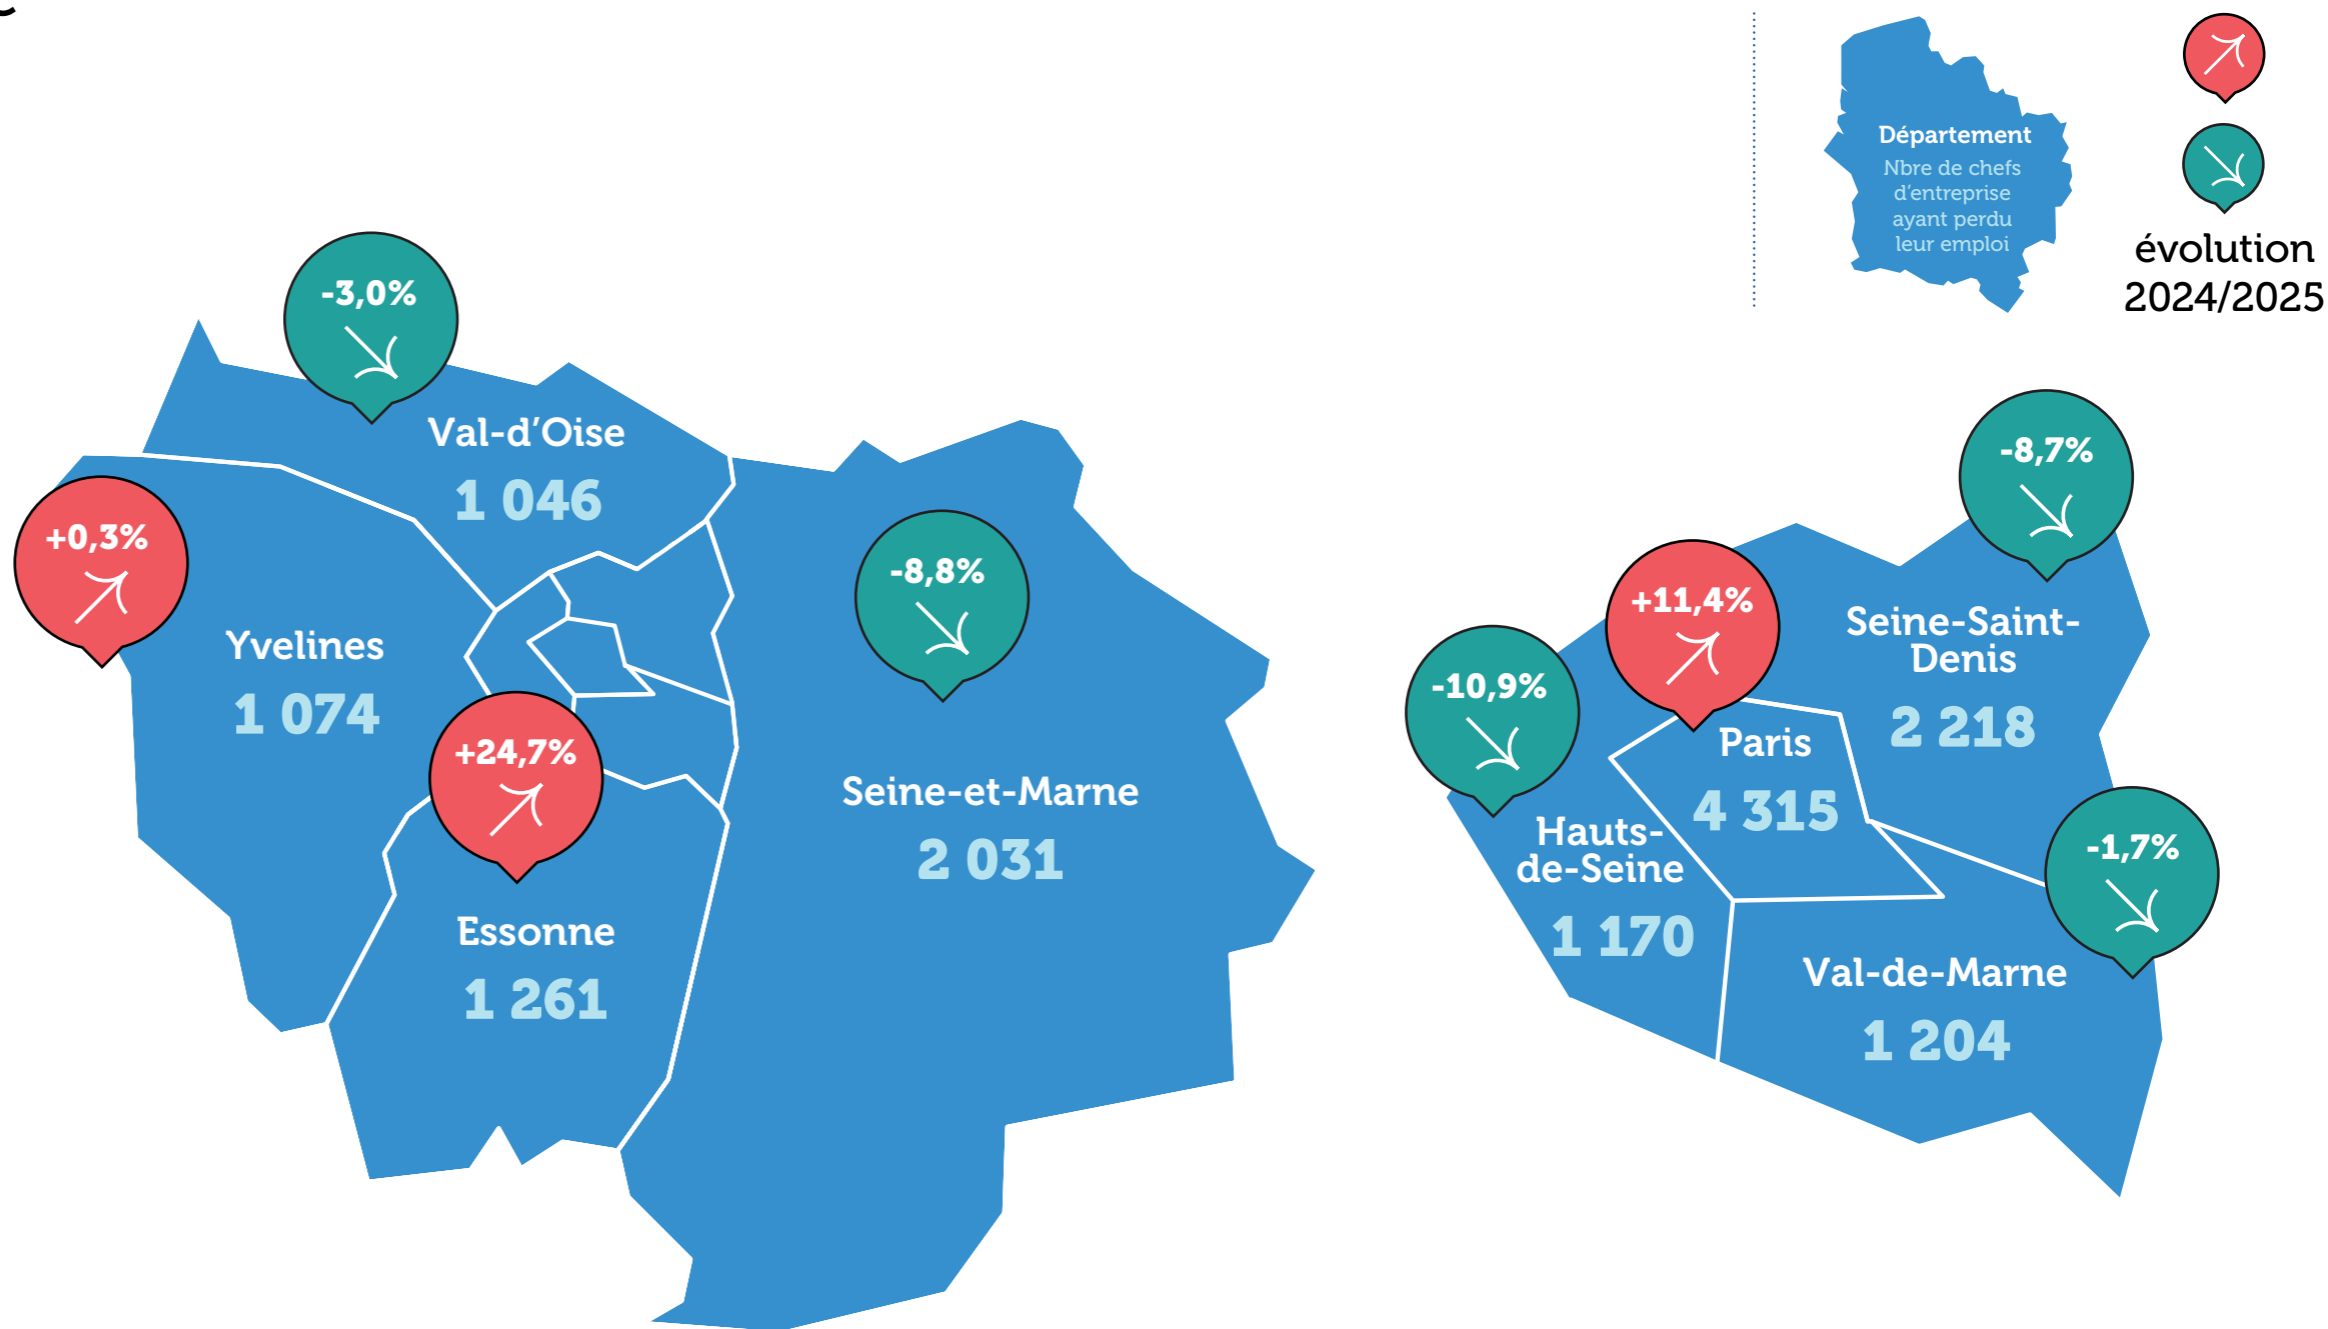 Département
Nbre de chefs
d'entreprise
ayant perdu
leur emploi
évolution
2024/2025
-3,0%
Val-d'Oise
1 046
+0,3%
Yvelines
1 074
+24,7%
Essonne
1 261
-8,8%
Seine-et-Marne
2 031
-8,7%
Seine-Saint-
Denis
2 218
+11,4%
Paris
4 315
-10,9%
Hauts-
de-Seine
1 170
-1,7%
Val-de-Marne
1 204